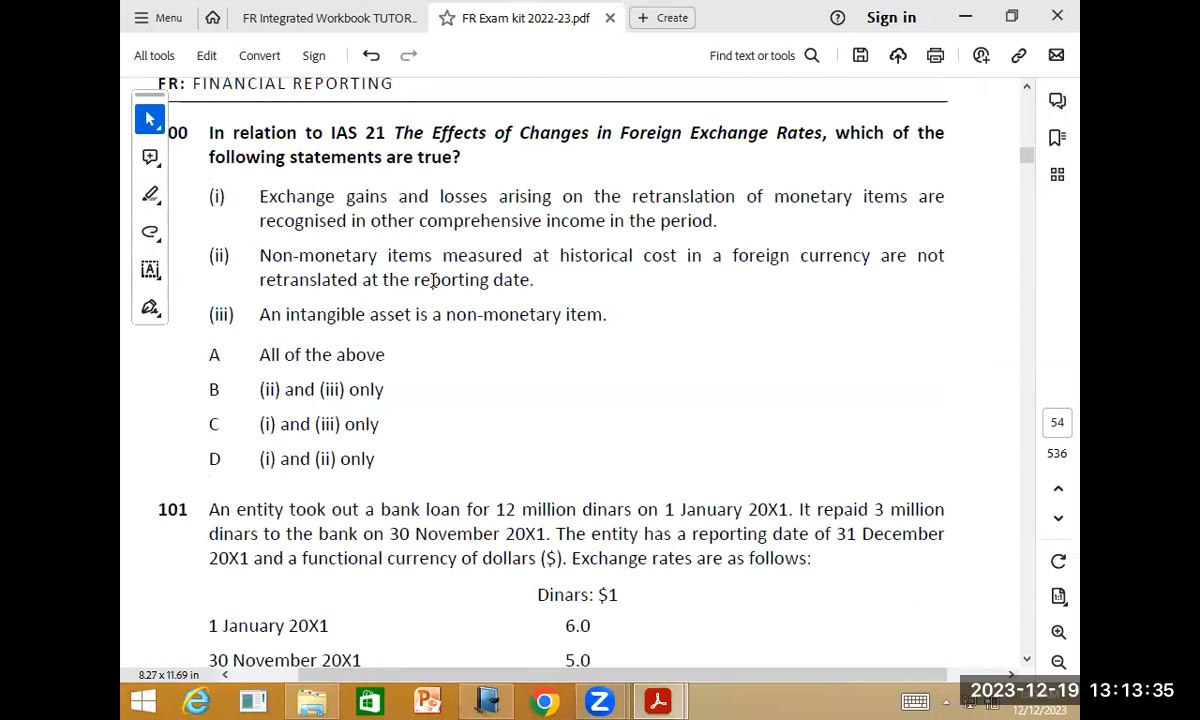 Menu
FR Integrated Workbook TUTOR..
FR Exam kit 2022-23.pdf
Create
Sign in
All tools Edit Convert Sign
Find text or tools
FR: FINANCIAL REPORTING
00 In relation to IAS 21 The Effects of Changes in Foreign Exchange Rates, which of the
following statements are true?
(i) Exchange gains and losses arising on the retranslation of monetary items are
recognised in other comprehensive income in the period.
(ii) Non-monetary items measured at historical cost in a foreign currency are not
retranslated at the reporting date.
(iii) An intangible asset is a non-monetary item.
A All of the above
B (ii) and (iii) only
C (i) and (iii) only
D (i) and (ii) only
54
536
101 An entity took out a bank loan for 12 million dinars on 1 January 20X1. It repaid 3 million
dinars to the bank on 30 November 20X1. The entity has a reporting date of 31 December
20X1 and a functional currency of dollars ($). Exchange rates are as follows:
Dinars: $1
1 January 20X1 6.0
30 November 20X1 5.0
8.27 x 11.69 in
2023-12-19 13:13:35
12/12/2023